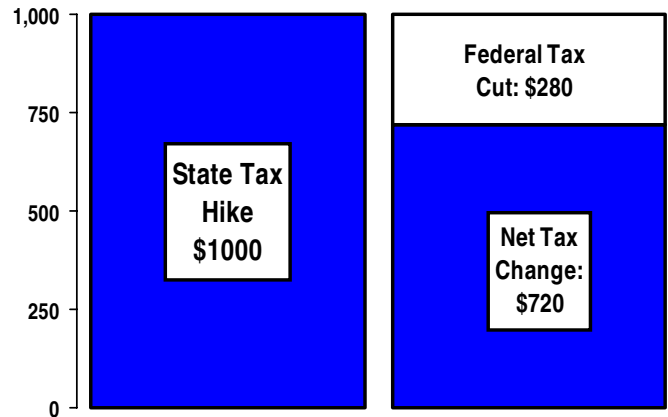 1,000
750
500
250
0
State Tax
Hike
$1000
Federal Tax
Cut: $280
Net Tax
Change:
$720